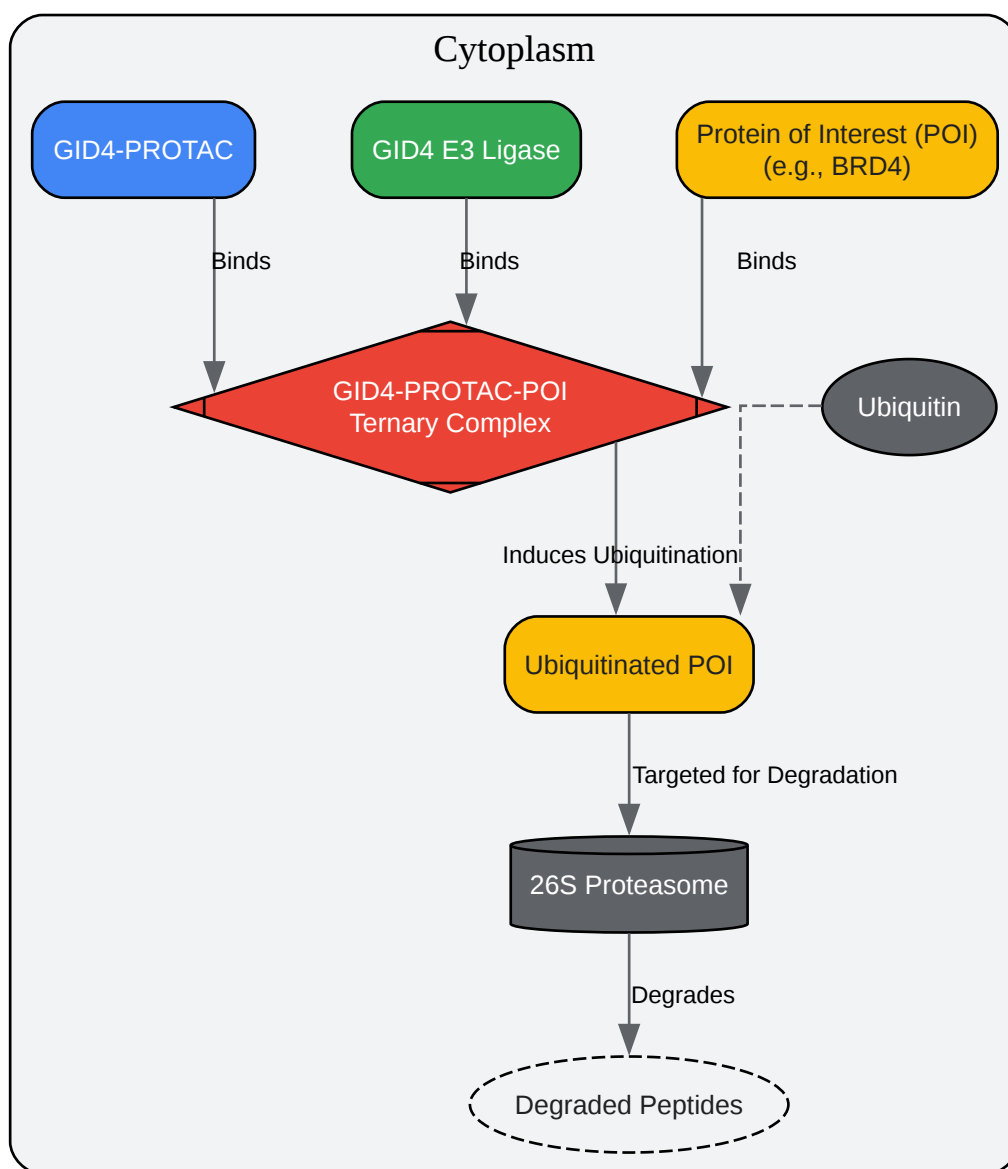 Cytoplasm
GID4-PROTAC
GID4 E3 Ligase
Protein of Interest (POI)
(e.g., BRD4)
Binds
Binds
Binds
GID4-PROTAC-POI
Ternary Complex
Ubiquitin
Induces Ubiquitination
Ubiquitinated POI
Targeted for Degradation
26S Proteasome
Degrades
Degraded Peptides